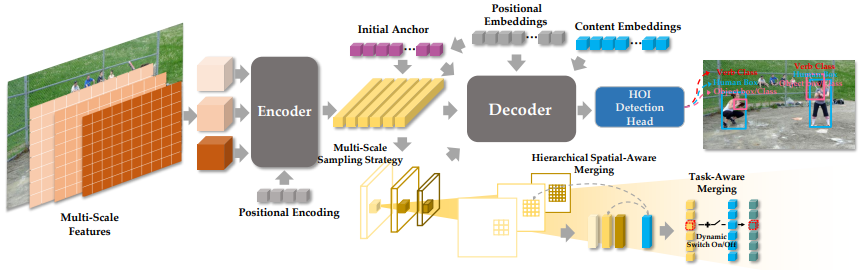 Multi-Scale
Features
Encoder
Positional Encoding
Initial Anchor
Multi-Scale
Sampling Strategy
Positional
Embeddings
Content Embeddings
Decoder
HOI
Detection
Head
Verb Class
Human Box
Object box/Class
Verb Class
Human Box
Object box/Class
Hierarchical Spatial-Aware
Merging
Task-Aware
Merging
Dynamic
Switch On/Off